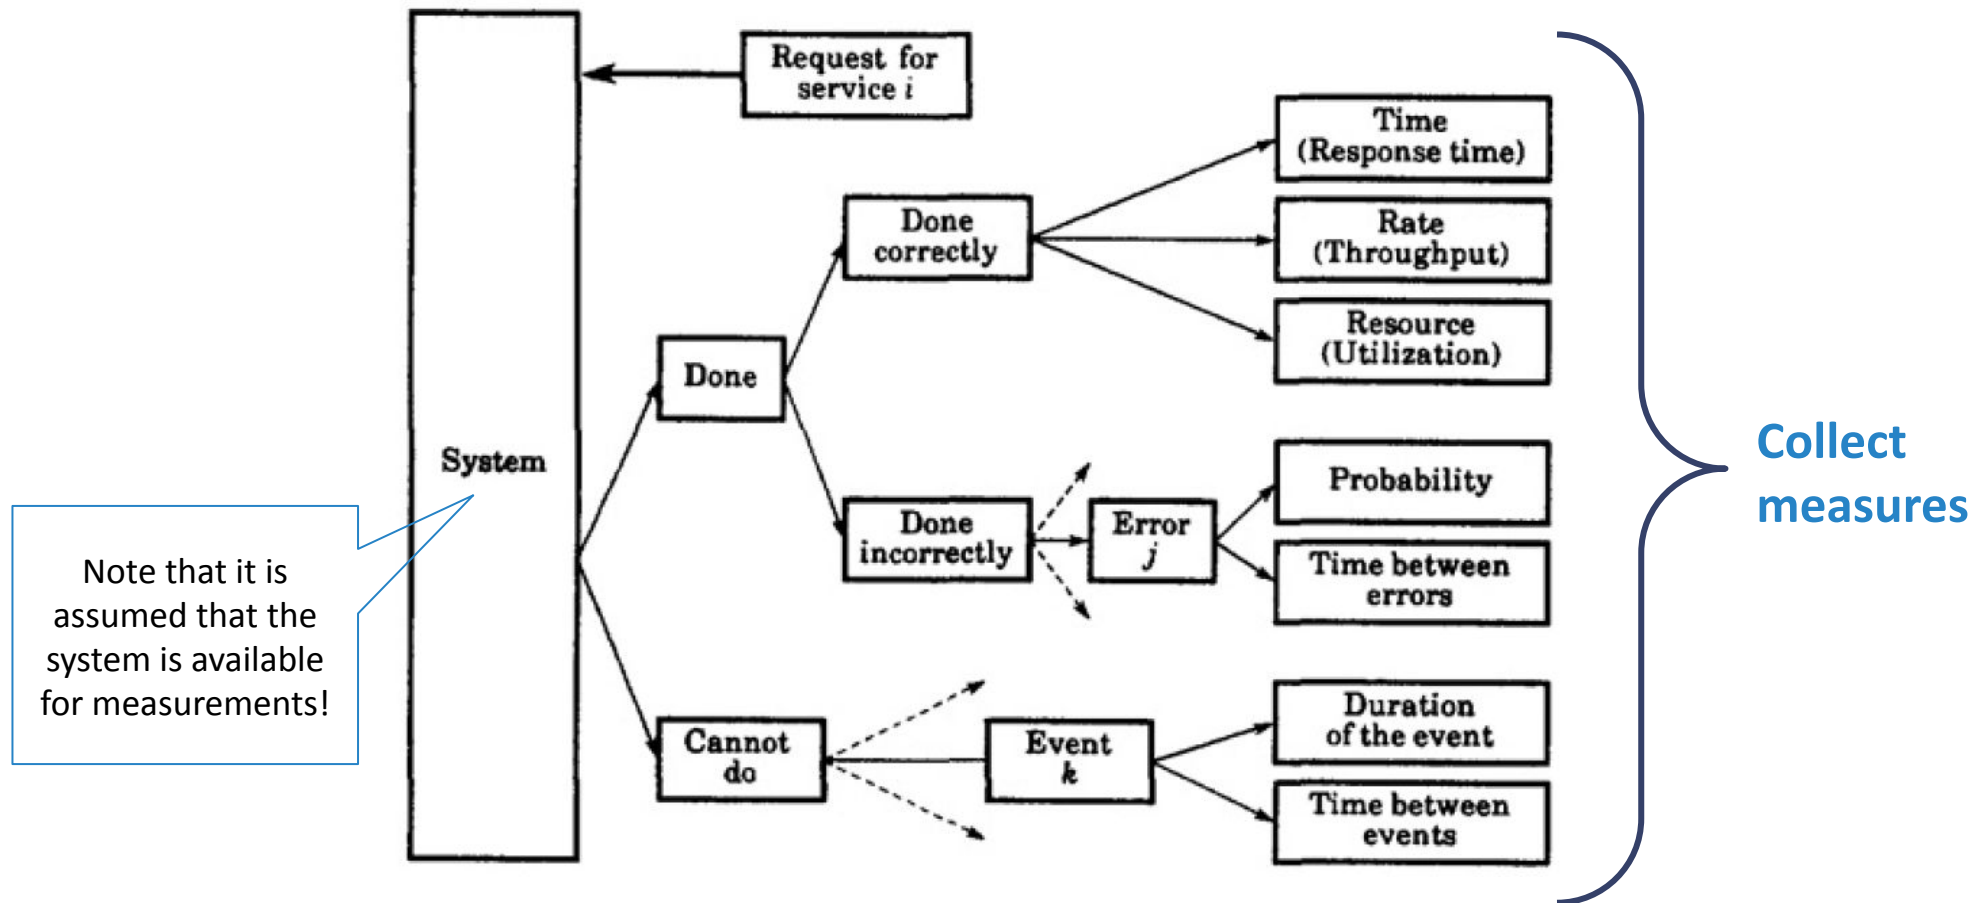 Request for
service i
Time
(Response time)
Done
correctly
Rate
(Throughput)
Resource
(Utilization)
Done
System
Collect
measures
Probability
Done
incorrectly
Error
j
Time between
errors
Note that it is
assumed that the
system is available
for measurements!
Cannot
do
Event
k
Duration
of the event
Time between
events